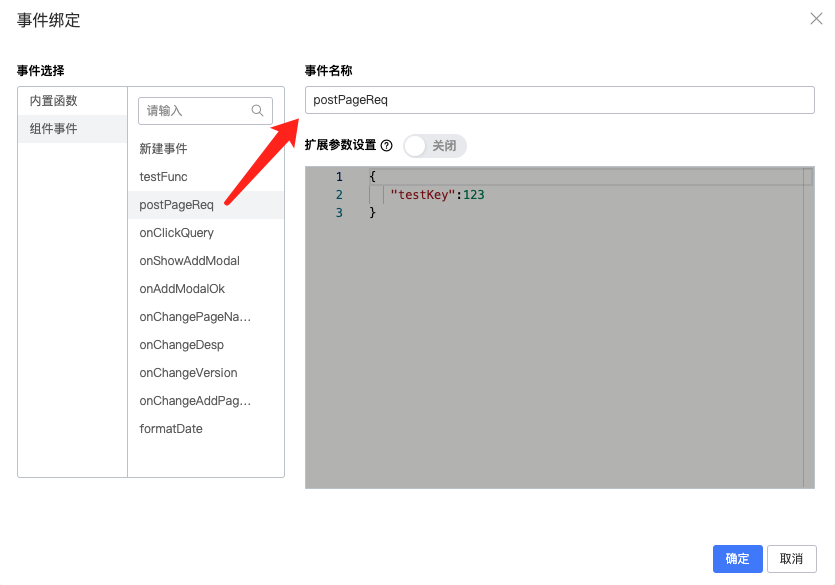 事件绑定
事件选择
内置函数
组件事件
请输入
新建事件
testFunc
postPageReq
onClickQuery
onShowAddModal
onAddModalOk
onChangePageNa...
onChangeDesp
onChangeVersion
onChangeAddPag...
formatDate
事件名称
postPageReq
扩展参数设置 ? 关闭
1 {
2 "testKey":123
3 }
确定 取消